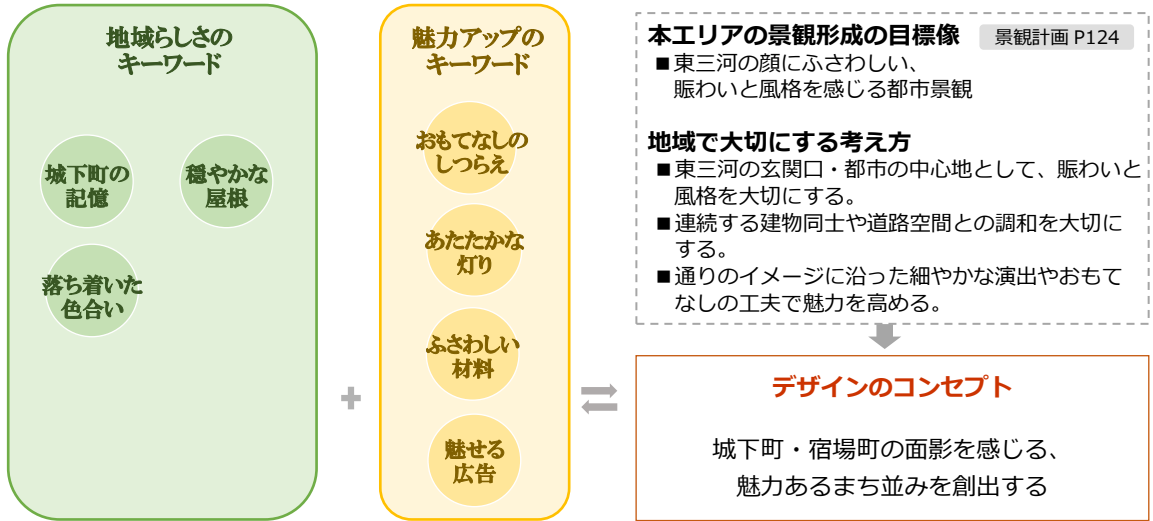 地域らしさの
キーワード
城下町の
記憶
穏やかな
屋根
落ち着いた
色合い
+
魅力アップの
キーワード
おもてなしの
しつらえ
あたたかな
灯り
ふさわしい
材料
魅せる
広告
本エリアの景観形成の目標像 景観計画 P124
■東三河の顔にふさわしい、
賑わいと風格を感じる都市景観
地域で大切にする考え方
■東三河の玄関口・都市の中心地として、賑わいと
風格を大切にする。
■連続する建物同士や道路空間との調和を大切に
する。
■通りのイメージに沿った細やかな演出やおもて
なしの工夫で魅力を高める。
デザインのコンセプト
城下町・宿場町の面影を感じる、
魅力あるまち並みを創出する